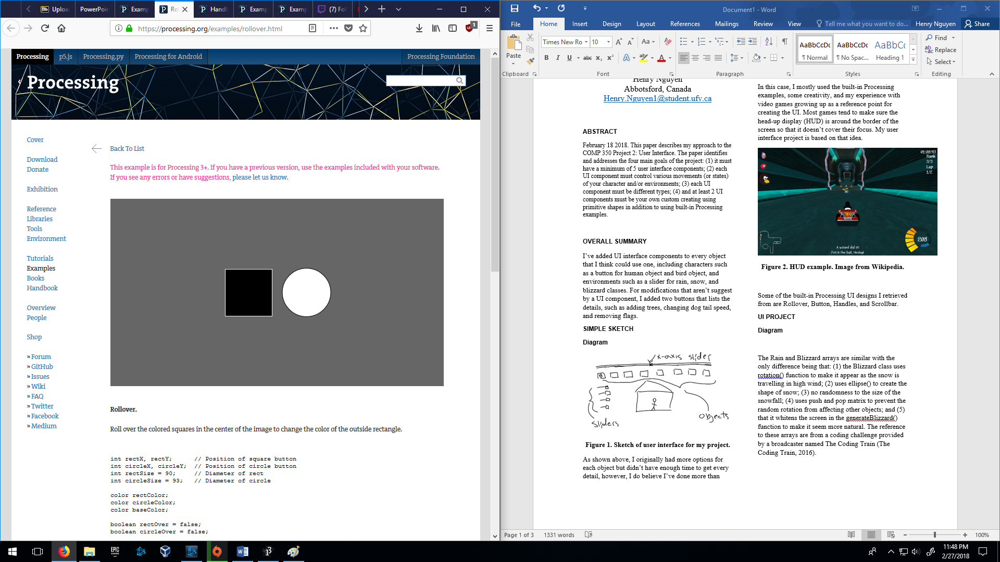 Bb Upload
PowerPoin
Examp
Ro
Handl
Examp
Examp
(7) Fol
https://processing.org/examples/rollover.html
1
Processing
p5.js
Processing.py
Processing for Android
Processing Foundation
Processing
Cover
Download
Donate
Exhibition
Reference
Libraries
Tools
Environment
Tutorials
Examples
Books
Handbook
Overview
People
Shop
» Forum
» GitHub
» Issues
» Wiki
» FAQ
» Twitter
» Facebook
» Medium
Back To List
This example is for Processing 3+. If you have a previous version, use the examples included with your software.
If you see any errors or have suggestions, please let us know.
Rollover.
Roll over the colored squares in the center of the image to change the color of the outside rectangle.
int rectX, rectY;      // Position of square button
int circleX, circleY;  // Position of circle button
int rectSize = 90;     // Diameter of rect
int circleSize = 93;   // Diameter of circle
color rectColor;
color circleColor;
color baseColor;
boolean rectOver = false;
boolean circleOver = false;
Document1 - Word
File
Home
Insert
Design
Layout
References
Mailings
Review
View
Tell me what you want to do...
Henry Nguyen
Share
Paste
Clipboard
Times New Ro
10
Font
Paragraph
AaBbCcDc
¶ Normal
AaBbCcDc
¶ No Spac...
AaBbCc
Heading 1
Styles
Find
Replace
Select
Editing
Henry Nguyen
Abbotsford, Canada
Henry.Nguyen1@student.ufv.ca
ABSTRACT
February 18 2018. This paper describes my approach to the
COMP 350 Project 2: User Interface. The paper identifies
and addresses the four main goals of the project: (1) it must
have a minimum of 5 user interface components; (2) each
UI component must control various movements (or states)
of your character and/or environments; (3) each UI
component must be different types; (4) and at least 2 UI
components must be your own custom creating using
primitive shapes in addition to using built-in Processing
examples.
OVERALL SUMMARY
I've added UI interface components to every object
that I think could use one, including characters such
as a button for human object and bird object, and
environments such as a slider for rain, snow, and
blizzard classes. For modifications that aren't suggest
by a UI component, I added two buttons that lists the
details, such as adding trees, changing dog tail speed,
and removing flags.
SIMPLE SKETCH
Diagram
x-axis slider
objects
sliders
Figure 1. Sketch of user interface for my project.
As shown above, I originally had more options for
each object but didn't have enough time to get every
detail, however, I do believe I've done more than
In this case, I mostly used the built-in Processing
examples, some creativity, and my experience with
video games growing up as a reference point for
creating the UI. Most games tend to make sure the
head-up display (HUD) is around the border of the
screen so that it doesn't cover their focus. My user
interface project is based on that idea.
01:08:43
Rank
3/3
Lap
1/2
208
A wizard did it!
Fetch the ball, Hexley!
Figure 2. HUD example. Image from Wikipedia.
Some of the built-in Processing UI designs I retrieved
from are Rollover, Button, Handles, and Scrollbar.
UI PROJECT
Diagram
The Rain and Blizzard arrays are similar with the
only difference being that: (1) the Blizzard class uses
rotation() function to make it appear as the snow is
travelling in high wind; (2) uses ellipse() to create the
shape of snow; (3) no randomness to the size of the
snowfall; (4) uses push and pop matrix to prevent the
random rotation from affecting other objects; and (5)
that it whitens the screen in the generateBlizzard()
function to make it seem more natural. The reference
to these arrays are from a coding challenge provided
by a broadcaster named The Coding Train (The
Coding Train, 2016).
Page 1 of 3
1331 words
100%
EPIC GAMES
11:48 PM
2/27/2018